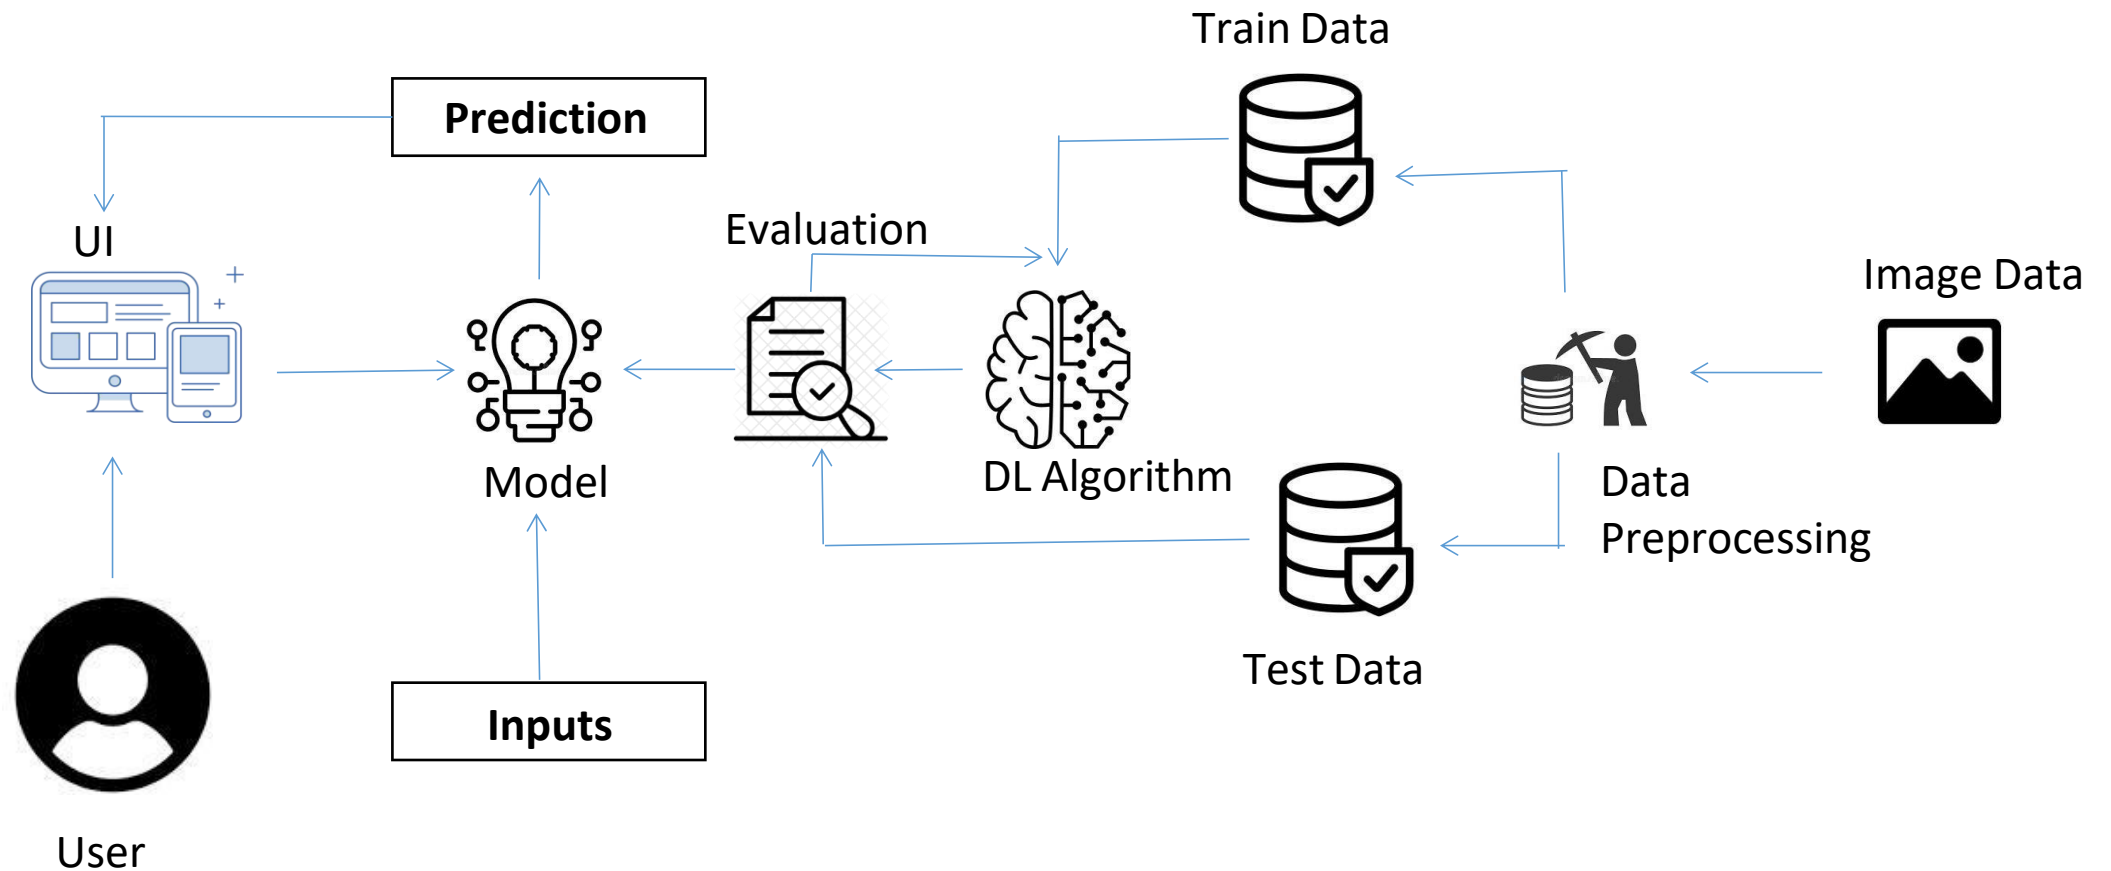 Train Data
Prediction
Evaluation
UI
Image Data
Model
DL Algorithm
Data
Preprocessing
Test Data
Inputs
User